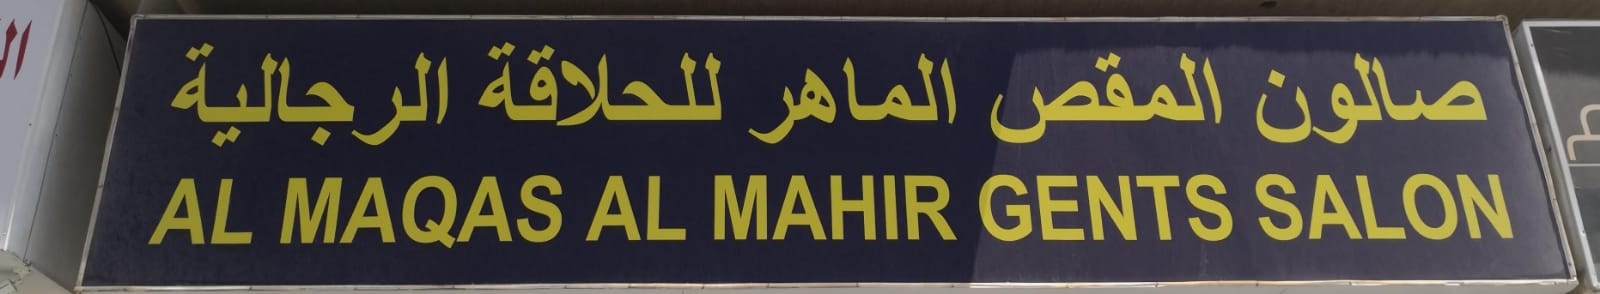 صالون المقص الماهر للحلاقة الرجالية
AL MAQAS AL MAHIR GENTS SALON